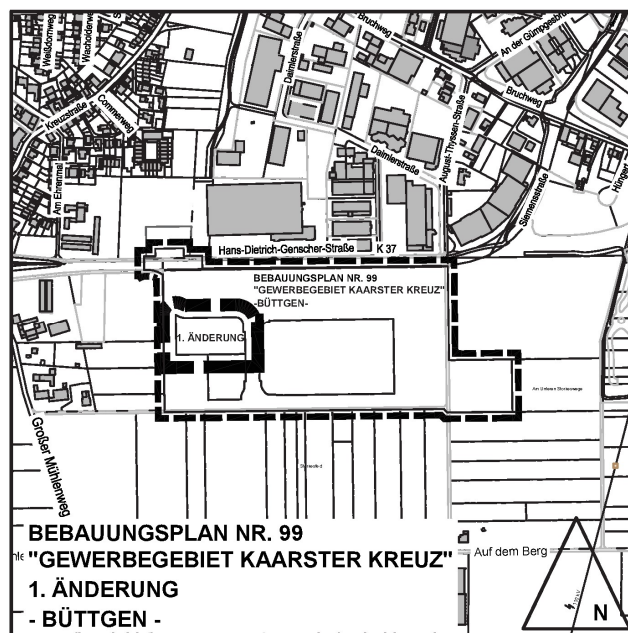 Weißdornweg
Wacholderweg
Daimlerstraße
Bruchweg
An der Gümpgesbrücke
Kreuzstraße
Commerweg
Bruchweg
August-Thyssen-Straße
Daimlerstraße
Am Ehrenmal
Siemensstraße
Hans-Dietrich-Genscher-Straße K 37
BEBAUUNGSPLAN NR. 99
"GEWERBEGEBIET KAARSTER KREUZ"
-BÜTTGEN-
1. ÄNDERUNG
Großer Mühlenweg
BEBAUUNGSPLAN NR. 99
"GEWERBEGEBIET KAARSTER KREUZ"
Auf dem Berg
1. ÄNDERUNG
N
- BÜTTGEN -